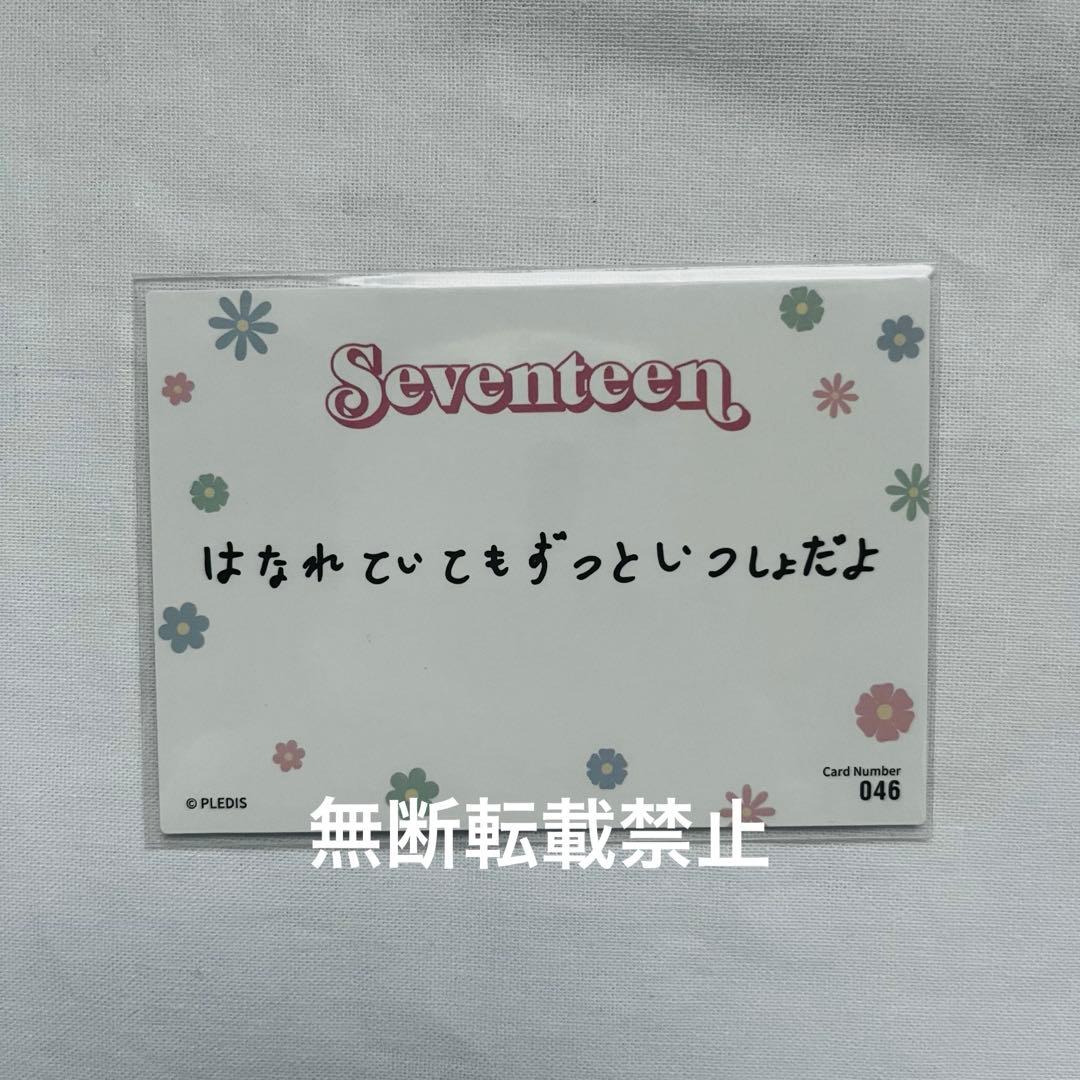 Seventeen
はなれていてもずっといっしょだよ
Card Number
046
© PLEDIS
無断転載禁止